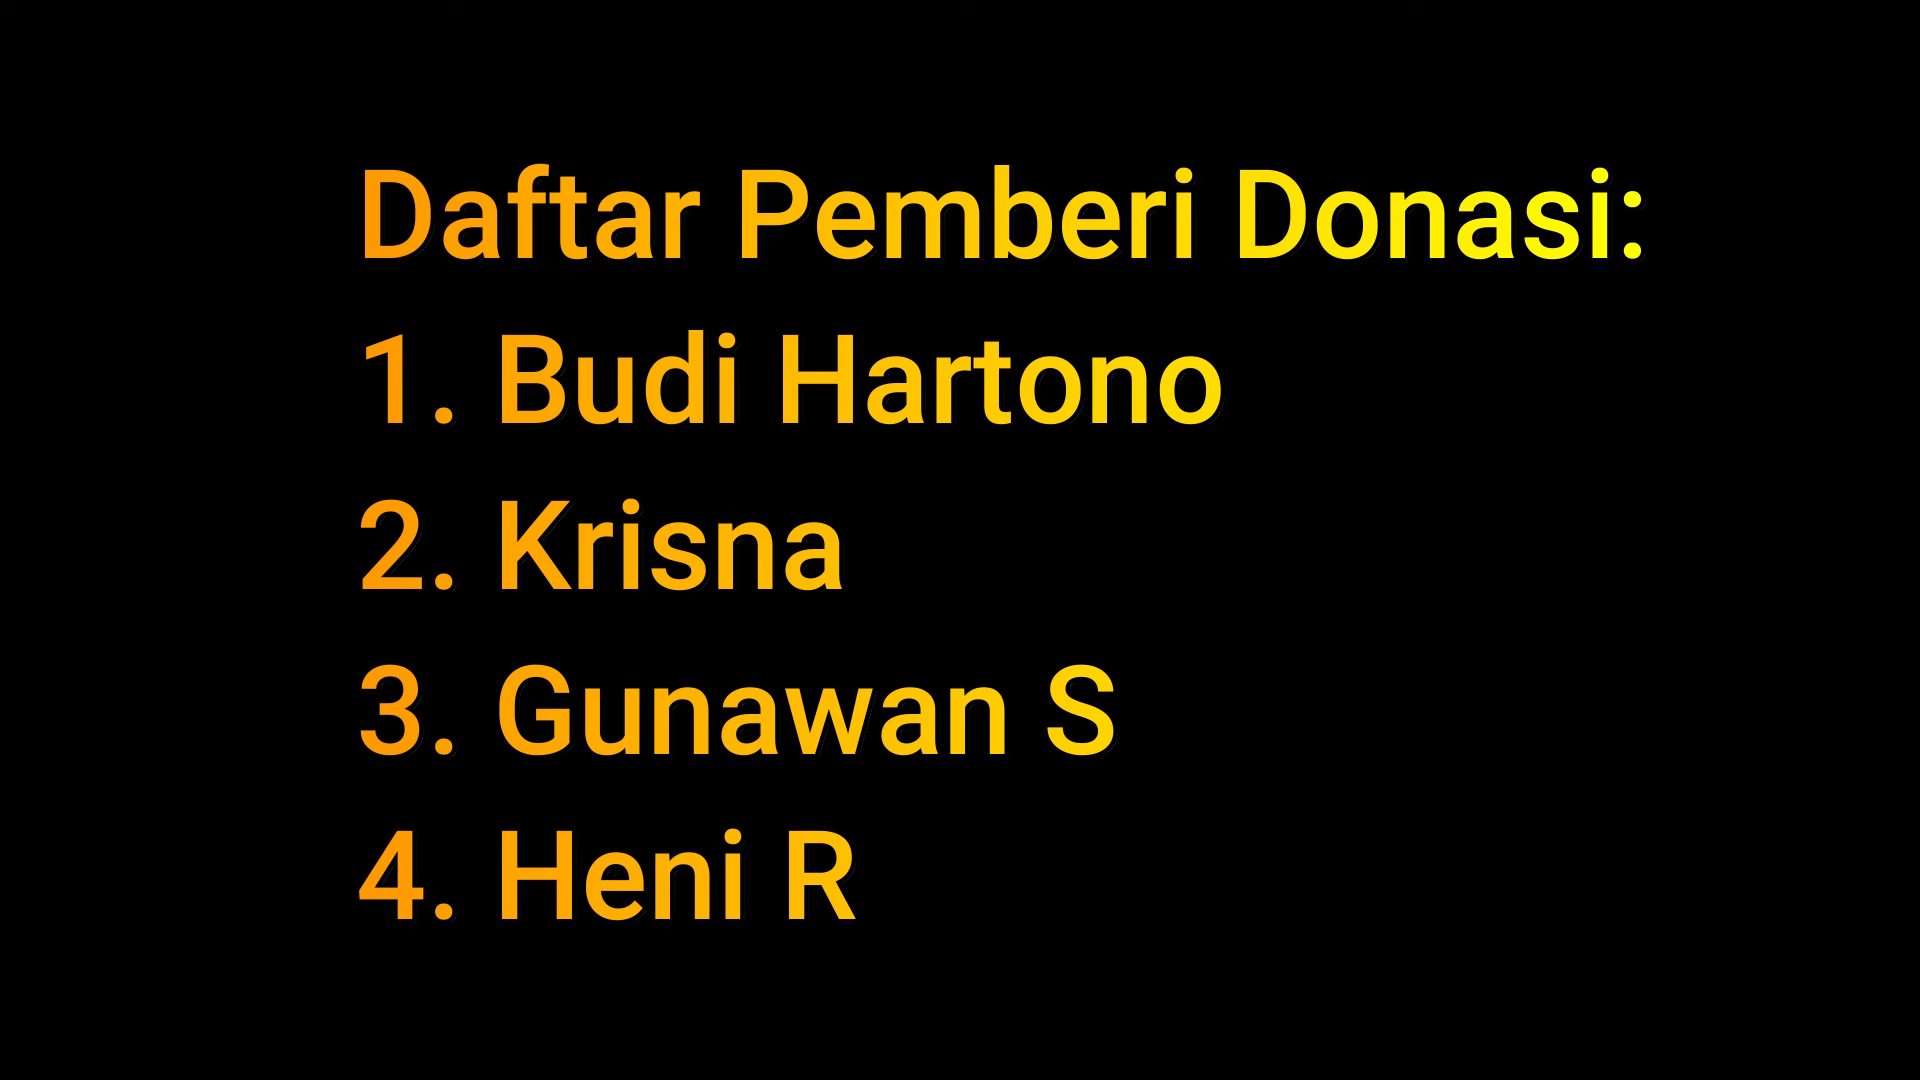 Daftar Pemberi Donasi:
1. Budi Hartono
2. Krisna
3. Gunawan S
4. Heni R